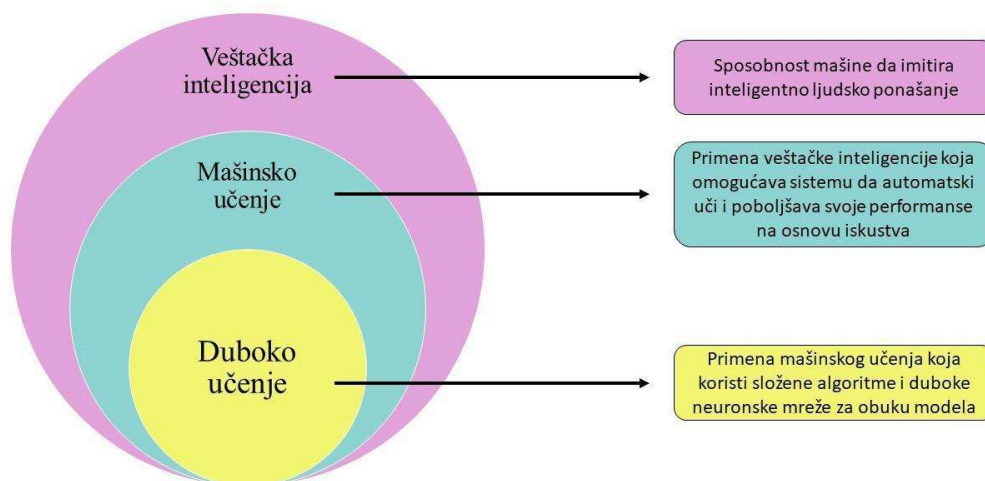 Veštačka
inteligencija
Sposobnost mašine da imitira
inteligentno ljudsko ponašanje
Mašinsko
učenje
Primena veštačke inteligencije koja
omogućava sistemu da automatski
uči i poboljšava svoje performanse
na osnovu iskustva
Duboko
učenje
Primena mašinskog učenja koja
koristi složene algoritme i duboke
neuronske mreže za obuku modela